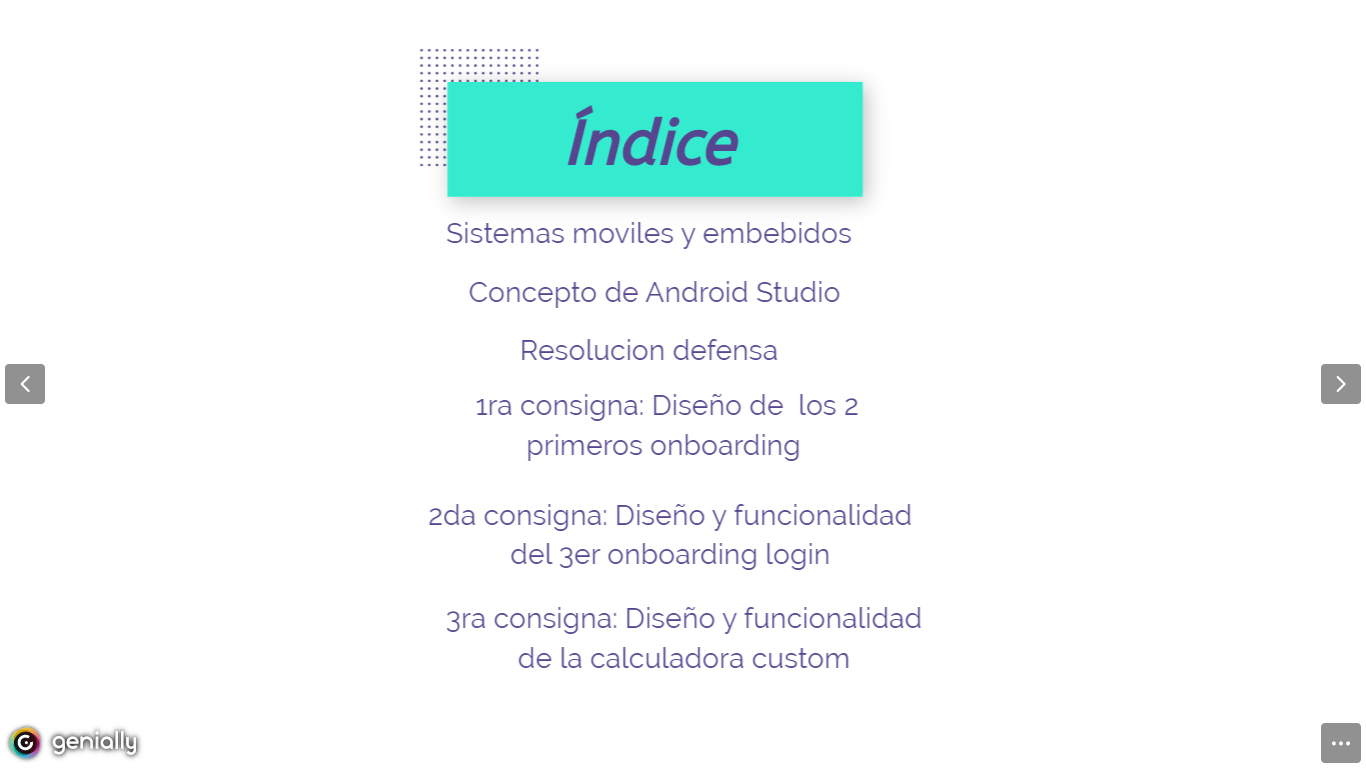 Índice
Sistemas moviles y embebidos
Concepto de Android Studio
Resolucion defensa
1ra consigna: Diseño de  los 2
primeros onboarding
2da consigna: Diseño y funcionalidad
del 3er onboarding login
3ra consigna: Diseño y funcionalidad
de la calculadora custom
genially